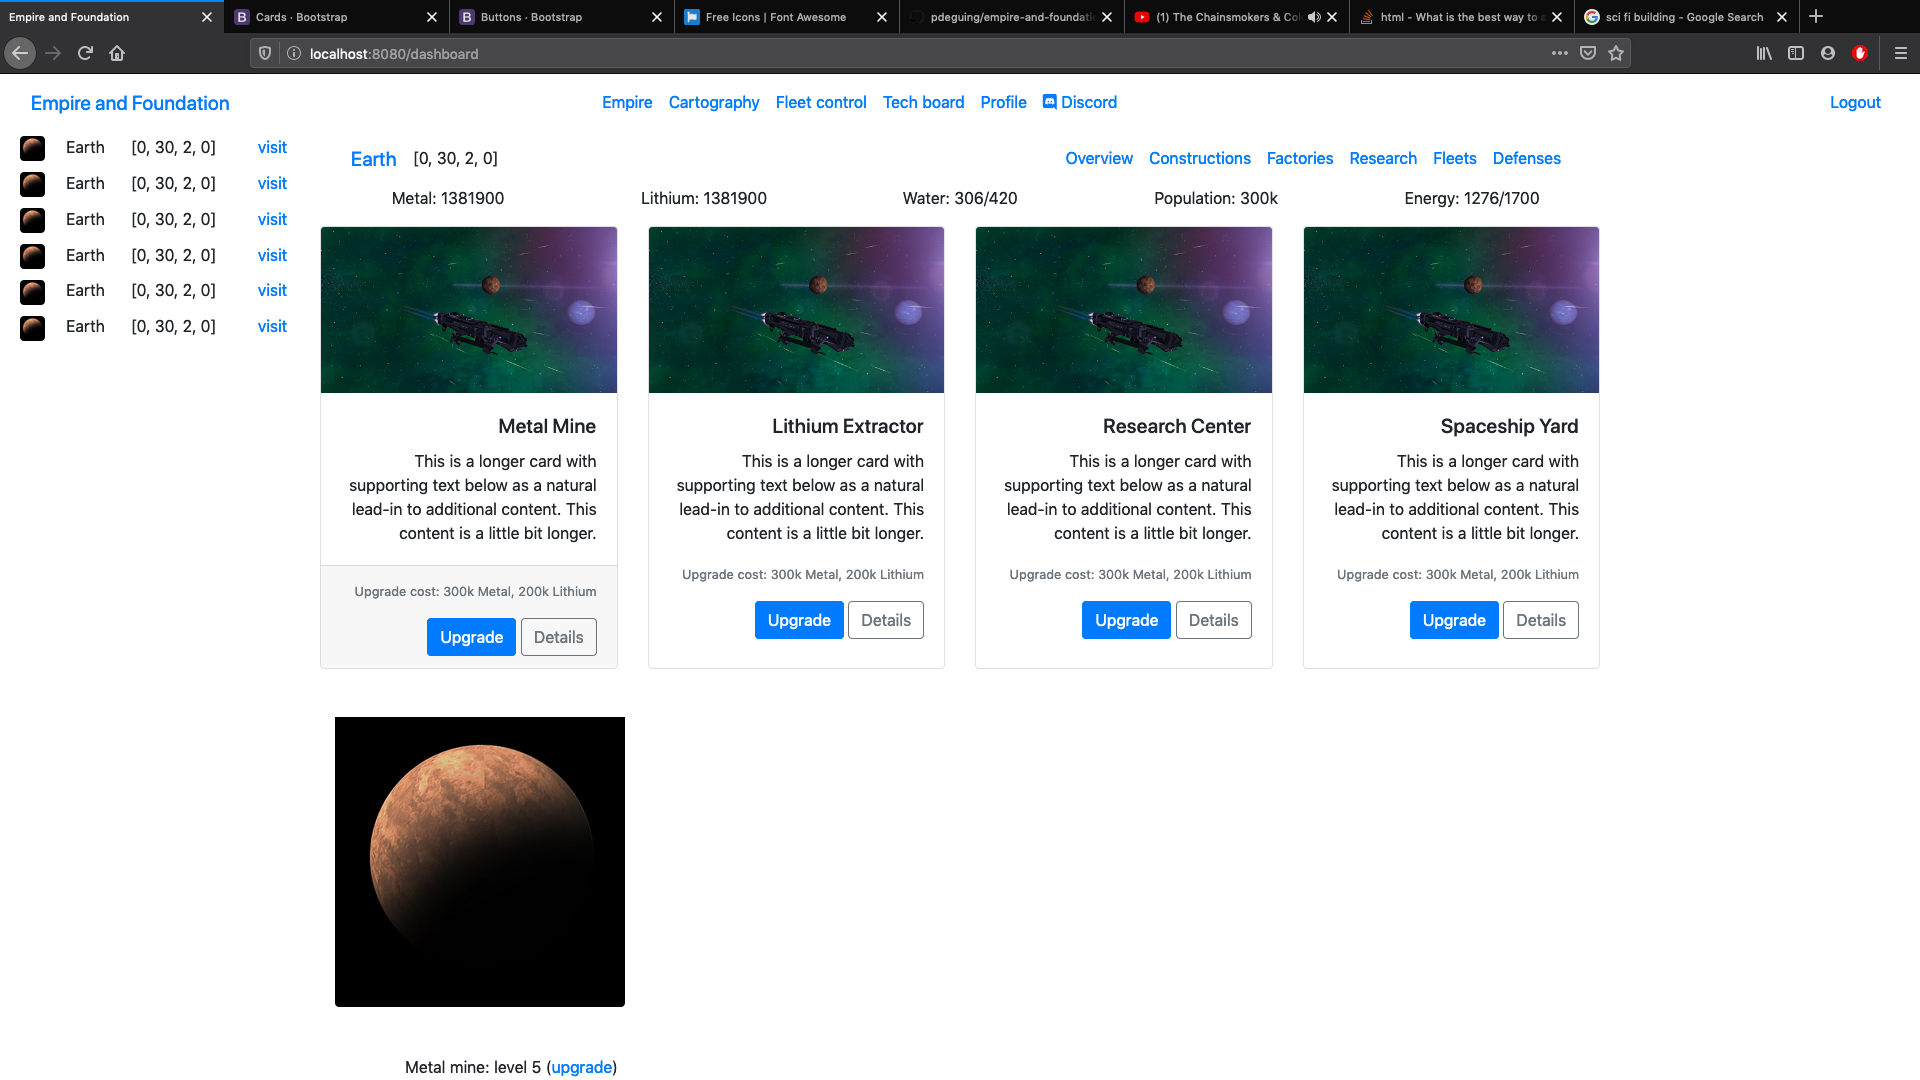 Empire and Foundation
Cards · Bootstrap
Buttons · Bootstrap
Free Icons | Font Awesome
pdeguing/empire-and-foundatio
(1) The Chainsmokers & Col
html - What is the best way to a
sci fi building - Google Search
localhost:8080/dashboard
Empire and Foundation
Empire Cartography Fleet control Tech board Profile Discord
Logout
Earth [0, 30, 2, 0] visit
Earth [0, 30, 2, 0] visit
Earth [0, 30, 2, 0] visit
Earth [0, 30, 2, 0] visit
Earth [0, 30, 2, 0] visit
Earth [0, 30, 2, 0] visit
Earth [0, 30, 2, 0]
Overview Constructions Factories Research Fleets Defenses
Metal: 1381900 Lithium: 1381900 Water: 306/420 Population: 300k Energy: 1276/1700
Metal Mine
This is a longer card with
supporting text below as a natural
lead-in to additional content. This
content is a little bit longer.
Upgrade cost: 300k Metal, 200k Lithium
Upgrade Details
Lithium Extractor
This is a longer card with
supporting text below as a natural
lead-in to additional content. This
content is a little bit longer.
Upgrade cost: 300k Metal, 200k Lithium
Upgrade Details
Research Center
This is a longer card with
supporting text below as a natural
lead-in to additional content. This
content is a little bit longer.
Upgrade cost: 300k Metal, 200k Lithium
Upgrade Details
Spaceship Yard
This is a longer card with
supporting text below as a natural
lead-in to additional content. This
content is a little bit longer.
Upgrade cost: 300k Metal, 200k Lithium
Upgrade Details
Metal mine: level 5 (upgrade)